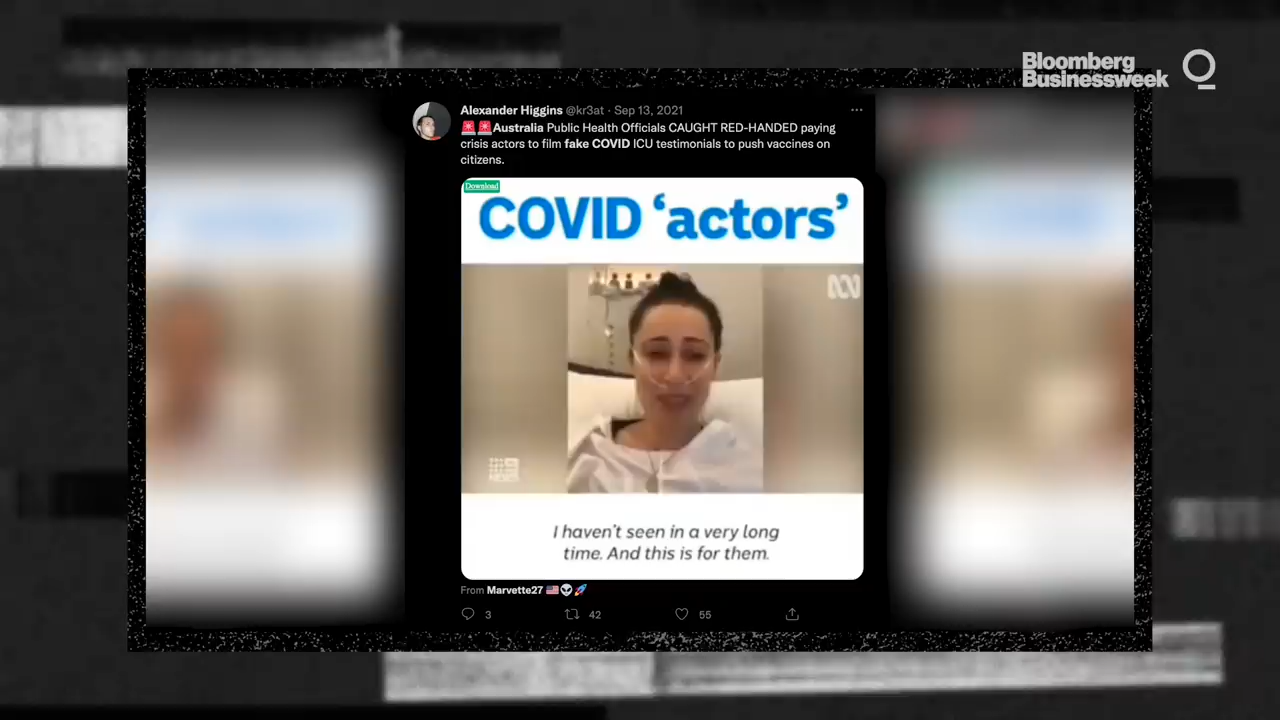 Bloomberg
Businessweek
Alexander Higgins @kr3at · Sep 13, 2021
🚨🚨Australia Public Health Officials CAUGHT RED-HANDED paying
crisis actors to film fake COVID ICU testimonials to push vaccines on
citizens.
Download
COVID ‘actors’
NEWS
I haven't seen in a very long
time. And this is for them.
From Marvette27 🇺🇸👽🚀
3 42 55